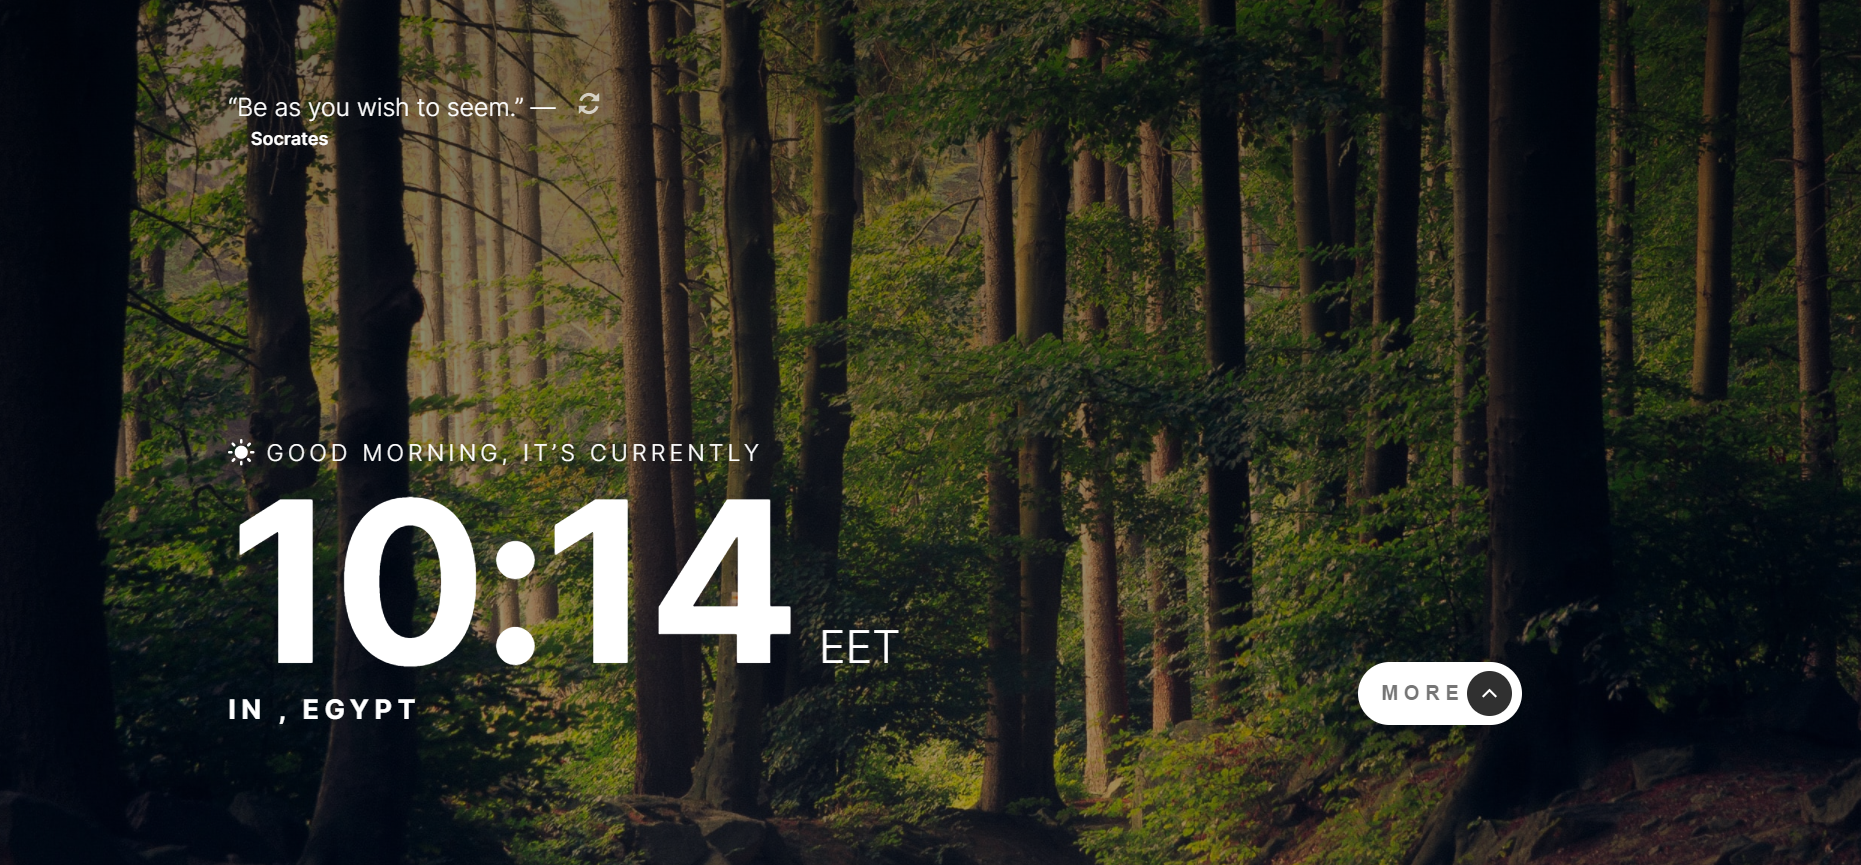 “Be as you wish to seem.” —
Socrates
GOOD MORNING, IT’S CURRENTLY
10:14 EET
IN , EGYPT
MORE